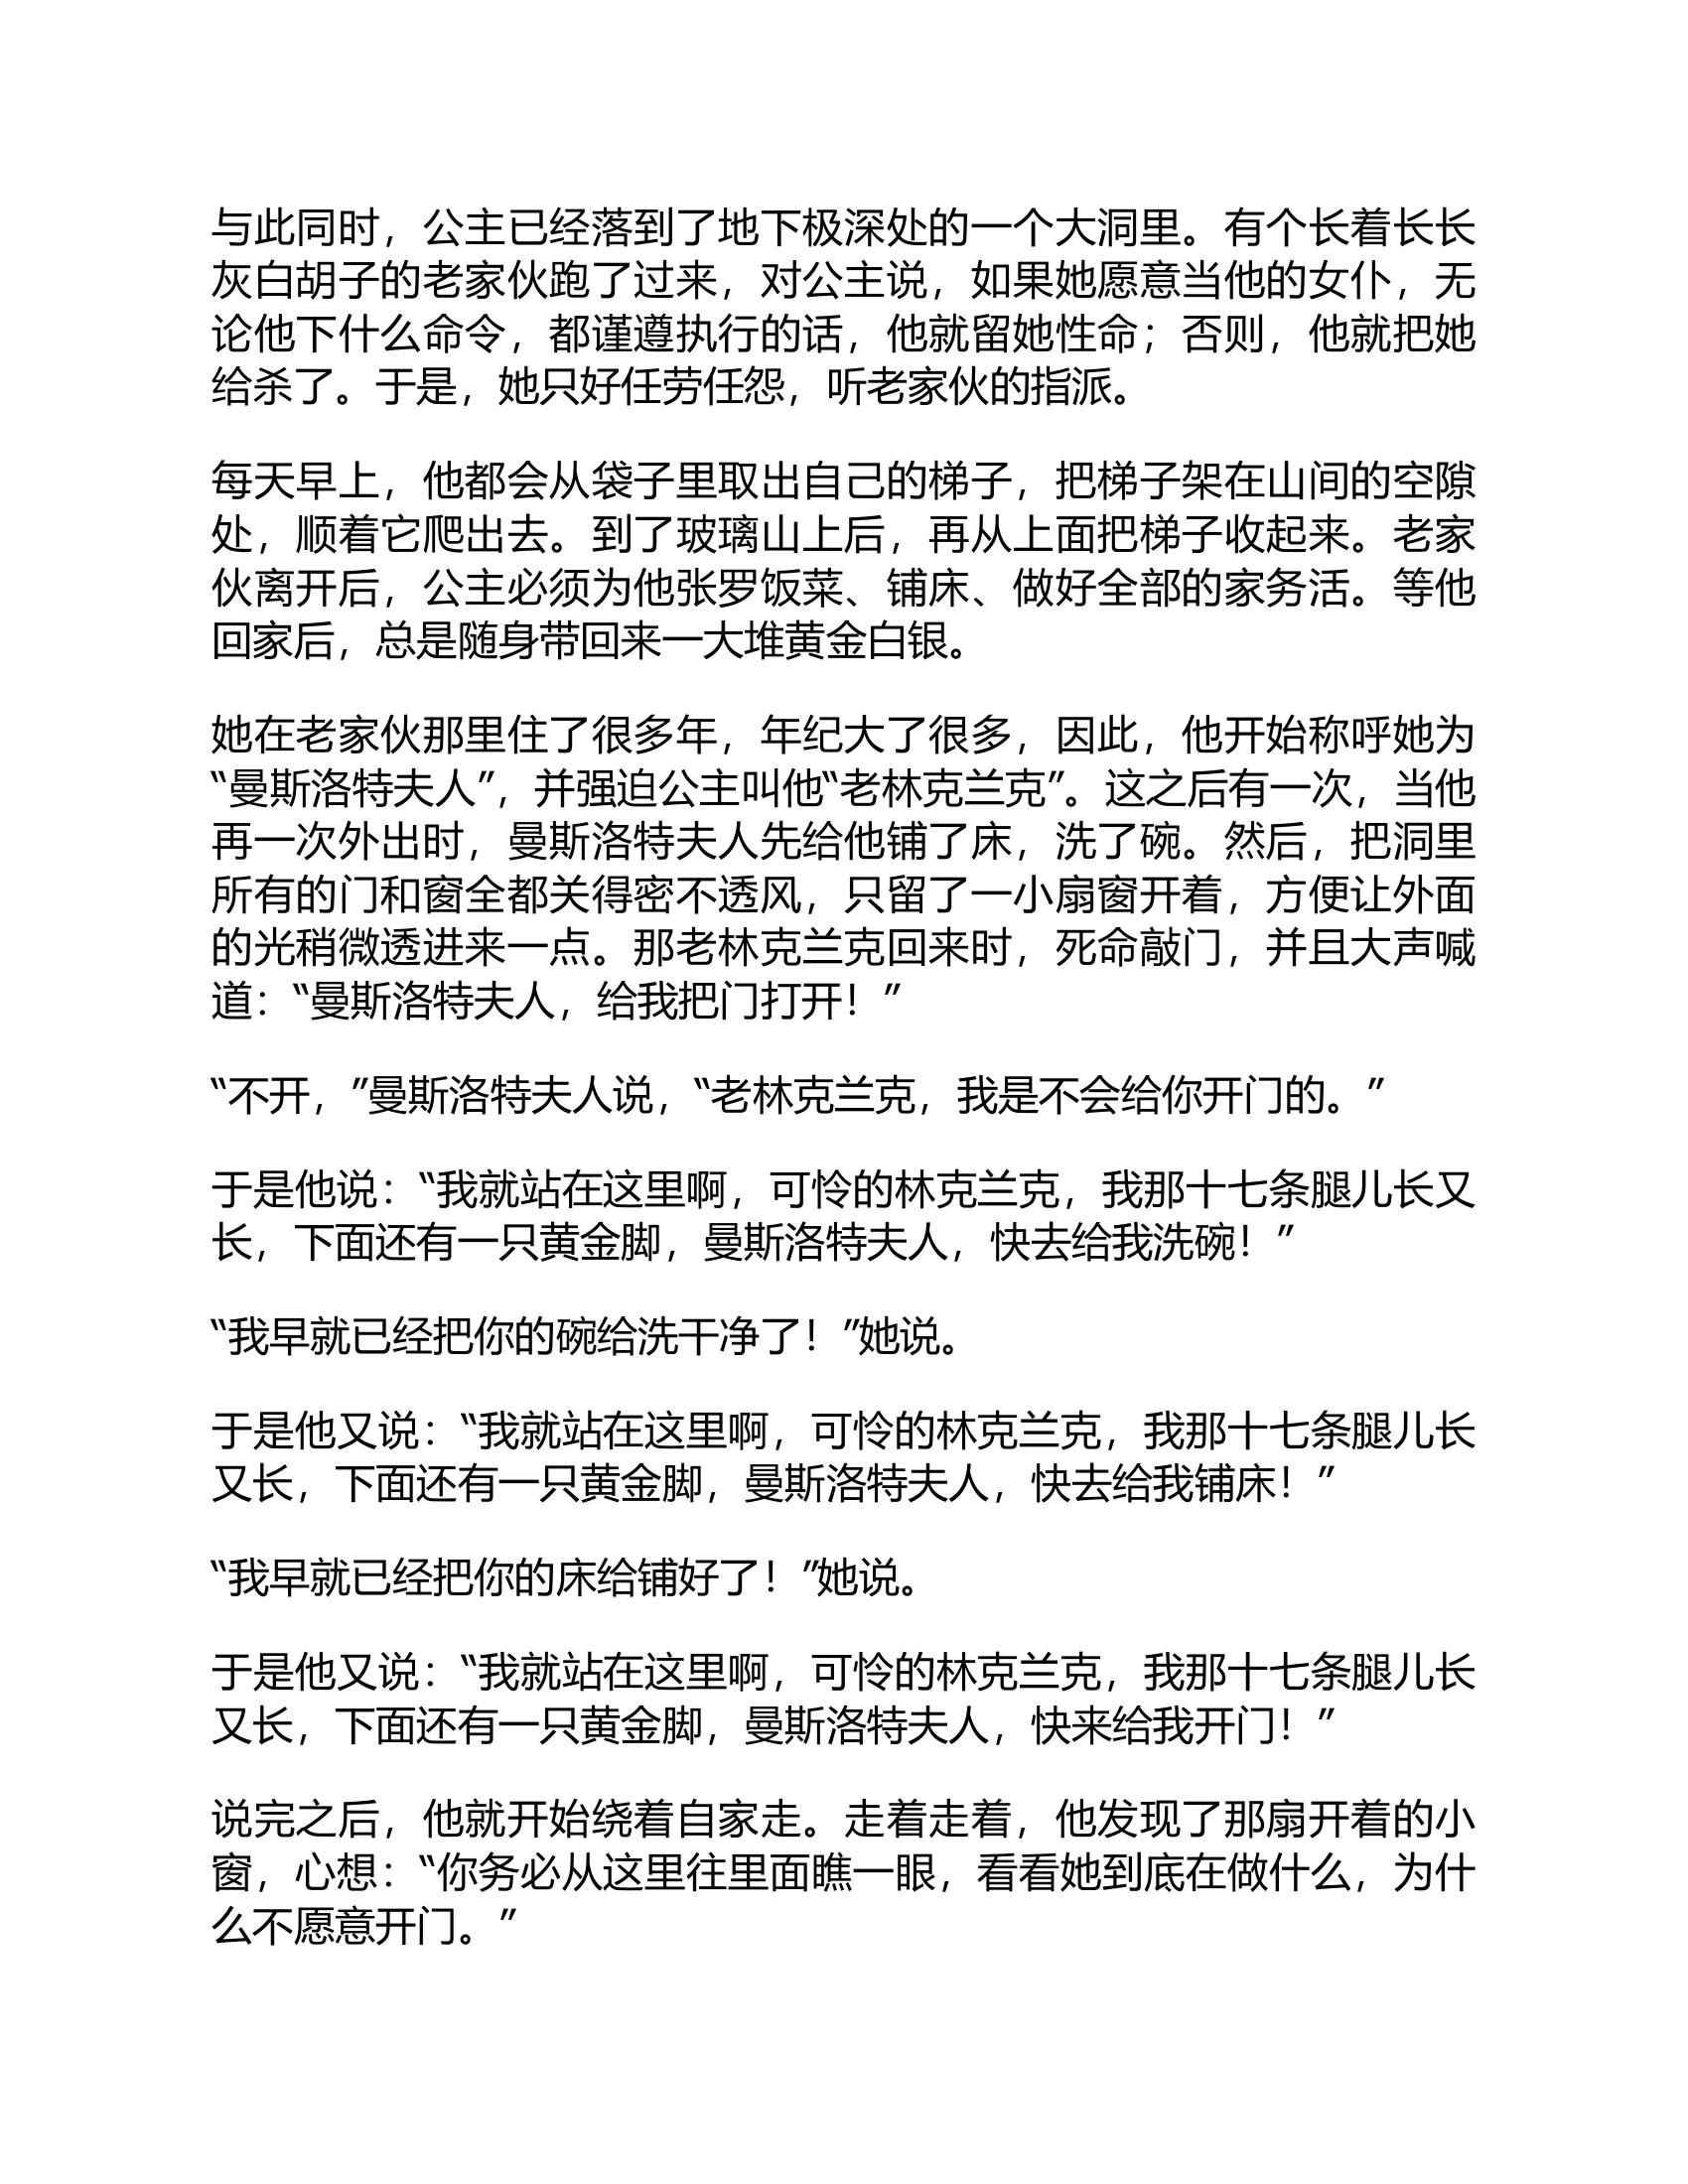 与此同时，公主已经落到了地下极深处的一个大洞里。有个长着长长
灰白胡子的老家伙跑了过来，对公主说，如果她愿意当他的女仆，无
论他下什么命令，都谨遵执行的话，他就留她性命；否则，他就把她
给杀了。于是，她只好任劳任怨，听老家伙的指派。
每天早上，他都会从袋子里取出自己的梯子，把梯子架在山间的空隙
处，顺着它爬出去。到了玻璃山上后，再从上面把梯子收起来。老家
伙离开后，公主必须为他张罗饭菜、铺床、做好全部的家务活。等他
回家后，总是随身带回来一大堆黄金白银。
她在老家伙那里住了很多年，年纪大了很多，因此，他开始称呼她为
“曼斯洛特夫人”，并强迫公主叫他“老林克兰克”。这之后有一次，当他
再一次外出时，曼斯洛特夫人先给他铺了床，洗了碗。然后，把洞里
所有的门和窗全都关得密不透风，只留了一小扇窗开着，方便让外面
的光稍微透进来一点。那老林克兰克回来时，死命敲门，并且大声喊
道：“曼斯洛特夫人，给我把门打开！”
“不开，”曼斯洛特夫人说，“老林克兰克，我是不会给你开门的。”
于是他说：“我就站在这里啊，可怜的林克兰克，我那十七条腿儿长又
长，下面还有一只黄金脚，曼斯洛特夫人，快去给我洗碗！”
“我早就已经把你的碗给洗干净了！”她说。
于是他又说：“我就站在这里啊，可怜的林克兰克，我那十七条腿儿长
又长，下面还有一只黄金脚，曼斯洛特夫人，快去给我铺床！”
“我早就已经把你的床给铺好了！”她说。
于是他又说：“我就站在这里啊，可怜的林克兰克，我那十七条腿儿长
又长，下面还有一只黄金脚，曼斯洛特夫人，快来给我开门！”
说完之后，他就开始绕着自家走。走着走着，他发现了那扇开着的小
窗，心想：“你务必从这里往里面瞧一眼，看看她到底在做什么，为什
么不愿意开门。”